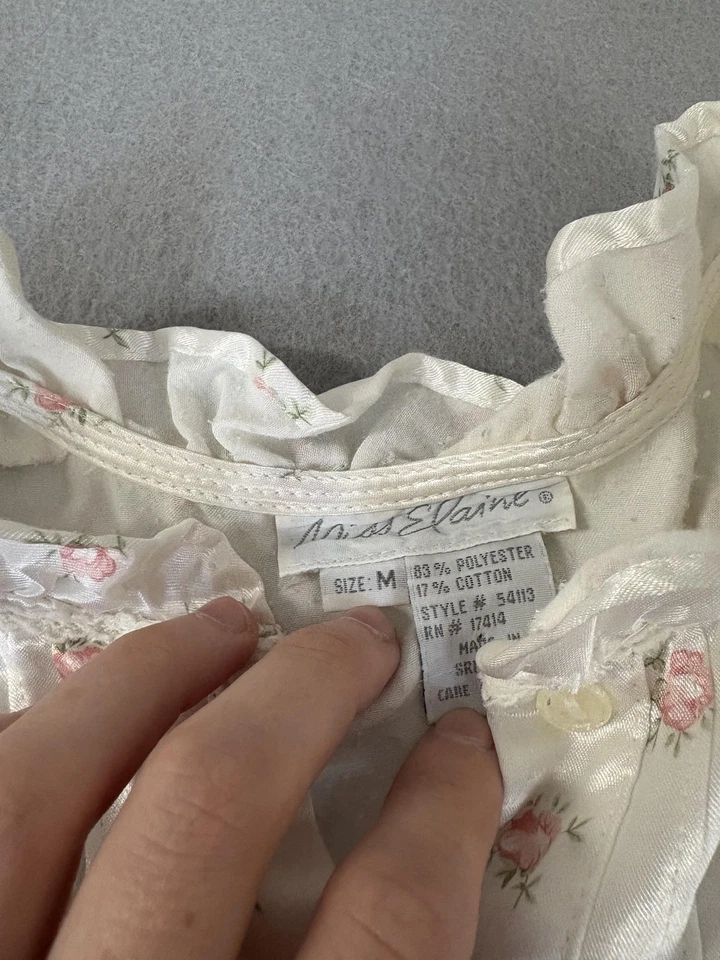 Miss Elaine ®
SIZE: M
83% POLYESTER
17% COTTON
STYLE # 54113
RN # 17414
MADE IN
SRI
CARE